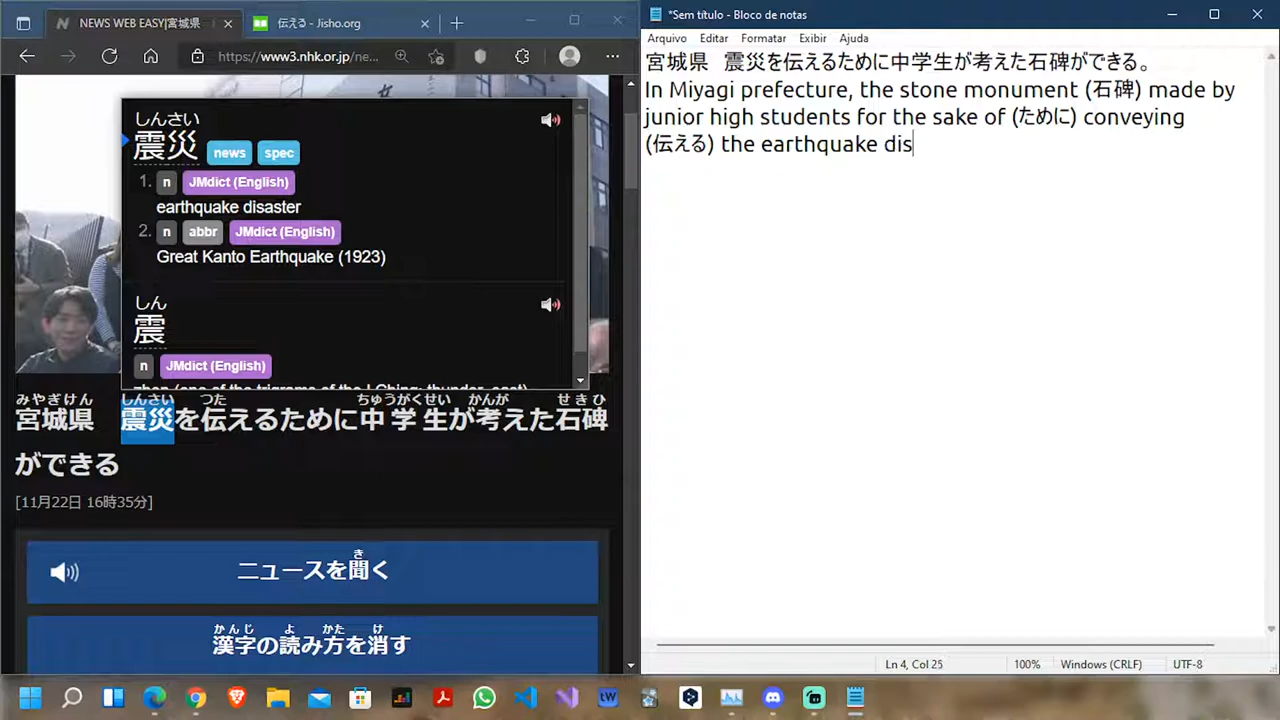 NEWS WEB EASY|宮城県
伝える - Jisho.org
https://www3.nhk.or.jp/ne...
しんさい
震災 news spec
1. n JMdict (English)
earthquake disaster
2. n abbr JMdict (English)
Great Kanto Earthquake (1923)
しん
震
n JMdict (English)
みやぎけん しんさい つた ちゅうがくせい かんが せきひ
宮城県 震災を伝えるために中学生が考えた石碑
ができる
[11月22日 16時35分]
き
ニュースを聞く
かんじ よ かた け
漢字の読み方を消す
*Sem título - Bloco de notas
Arquivo Editar Formatar Exibir Ajuda
宮城県 震災を伝えるために中学生が考えた石碑ができる。
In Miyagi prefecture, the stone monument (石碑) made by
junior high students for the sake of (ために) conveying
(伝える) the earthquake dis
Ln 4, Col 25 100% Windows (CRLF) UTF-8
LW